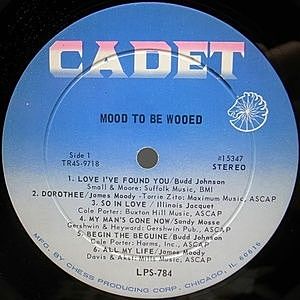 CADET
MOOD TO BE WOOED
Side 1
TR4S-9718
#15347
STEREO
1. LOVE I'VE FOUND YOU/Budd Johnson
Small & Moore: Suffolk Music, BMI
2. DOROTHEE/James Moody-Torrie Zito: Maximum Music, ASCAP
3. SO IN LOVE / Illinois Jacquet
Cole Porter: Buxton Hill Music, ASCAP
4. MY MAN'S GONE NOW/Sandy Mosse
Gershwin & Heyward: Gershwin Pub., ASCAP
5. BEGIN THE BEGUINE/Budd Johnson
Cole Porter: Harms, Inc., ASCAP
6. ALL MY LIFE/James Moody
Davis & Akst: Mills Music, ASCAP
LPS-784
MFG. BY CHESS PRODUCING CORP. CHICAGO, ILL. 60616